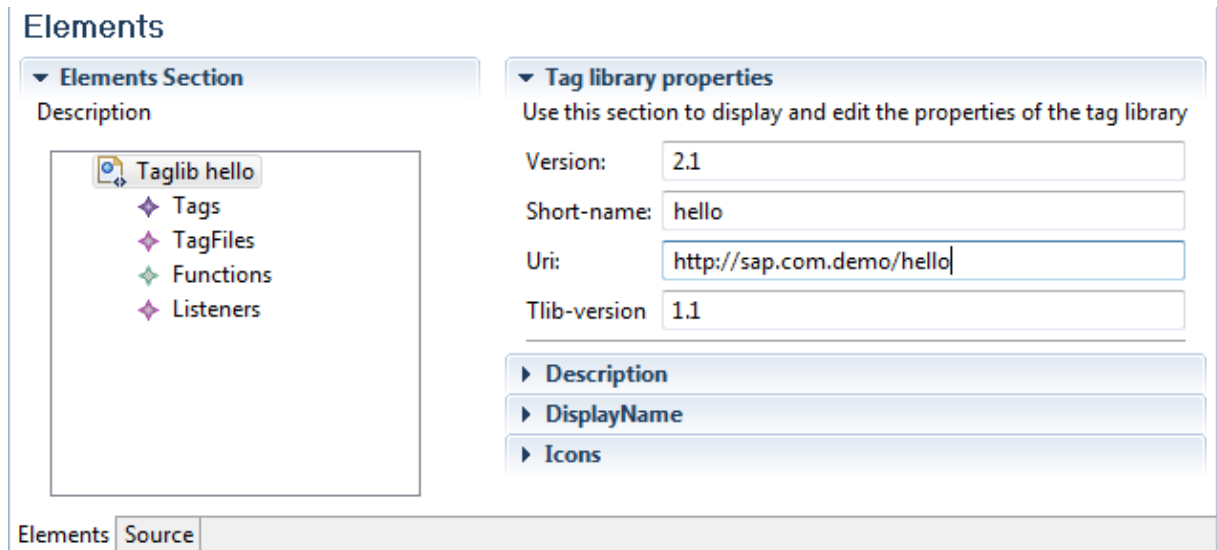 Elements
Elements Section
Description
Taglib hello
Tags
TagFiles
Functions
Listeners
Tag library properties
Use this section to display and edit the properties of the tag library
Version: 2.1
Short-name: hello
Uri: http://sap.com.demo/hello
Tlib-version 1.1
Description
DisplayName
Icons
Elements Source